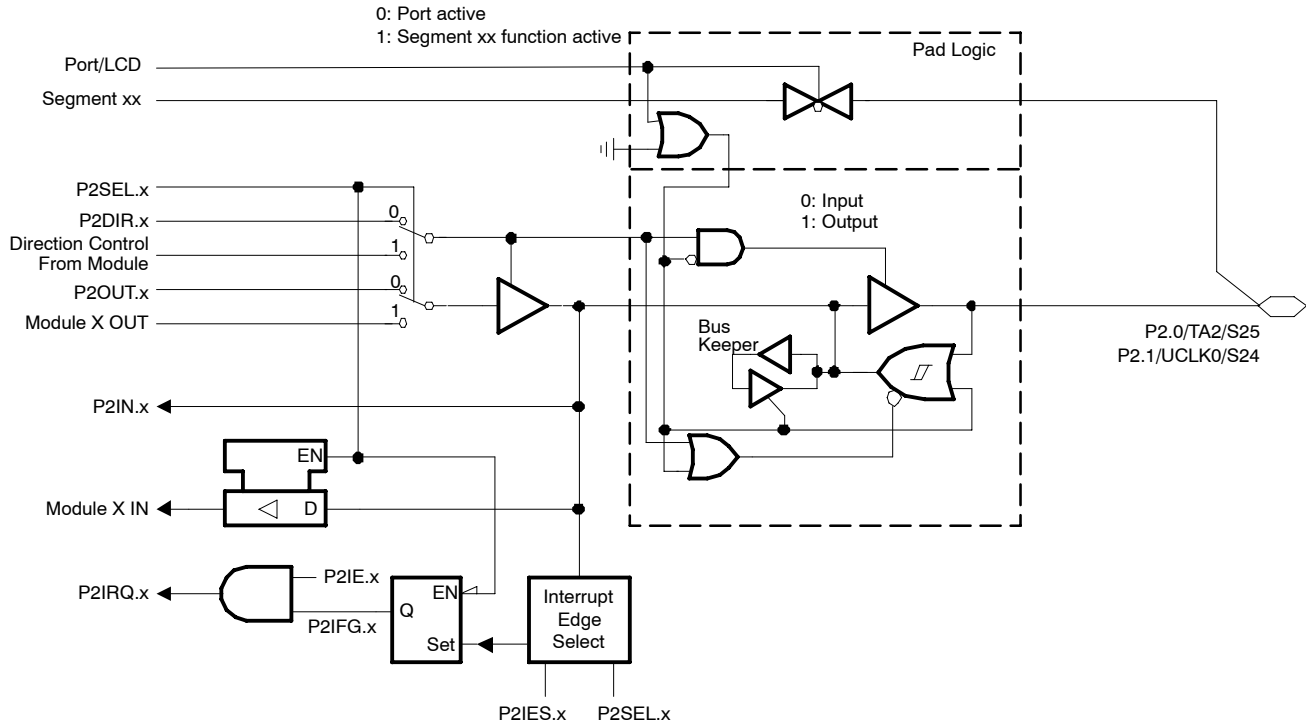 0: Port active
1: Segment xx function active
Pad Logic
Port/LCD
Segment xx
P2SEL.x
P2DIR.x
0
Direction Control
From Module
1
P2OUT.x
0
Module X OUT
1
0: Input
1: Output
Bus
Keeper
P2.0/TA2/S25
P2.1/UCLK0/S24
P2IN.x
EN
Module X IN
D
P2IRQ.x
P2IE.x
P2IFG.x
EN
Q
Set
Interrupt
Edge
Select
P2IES.x
P2SEL.x